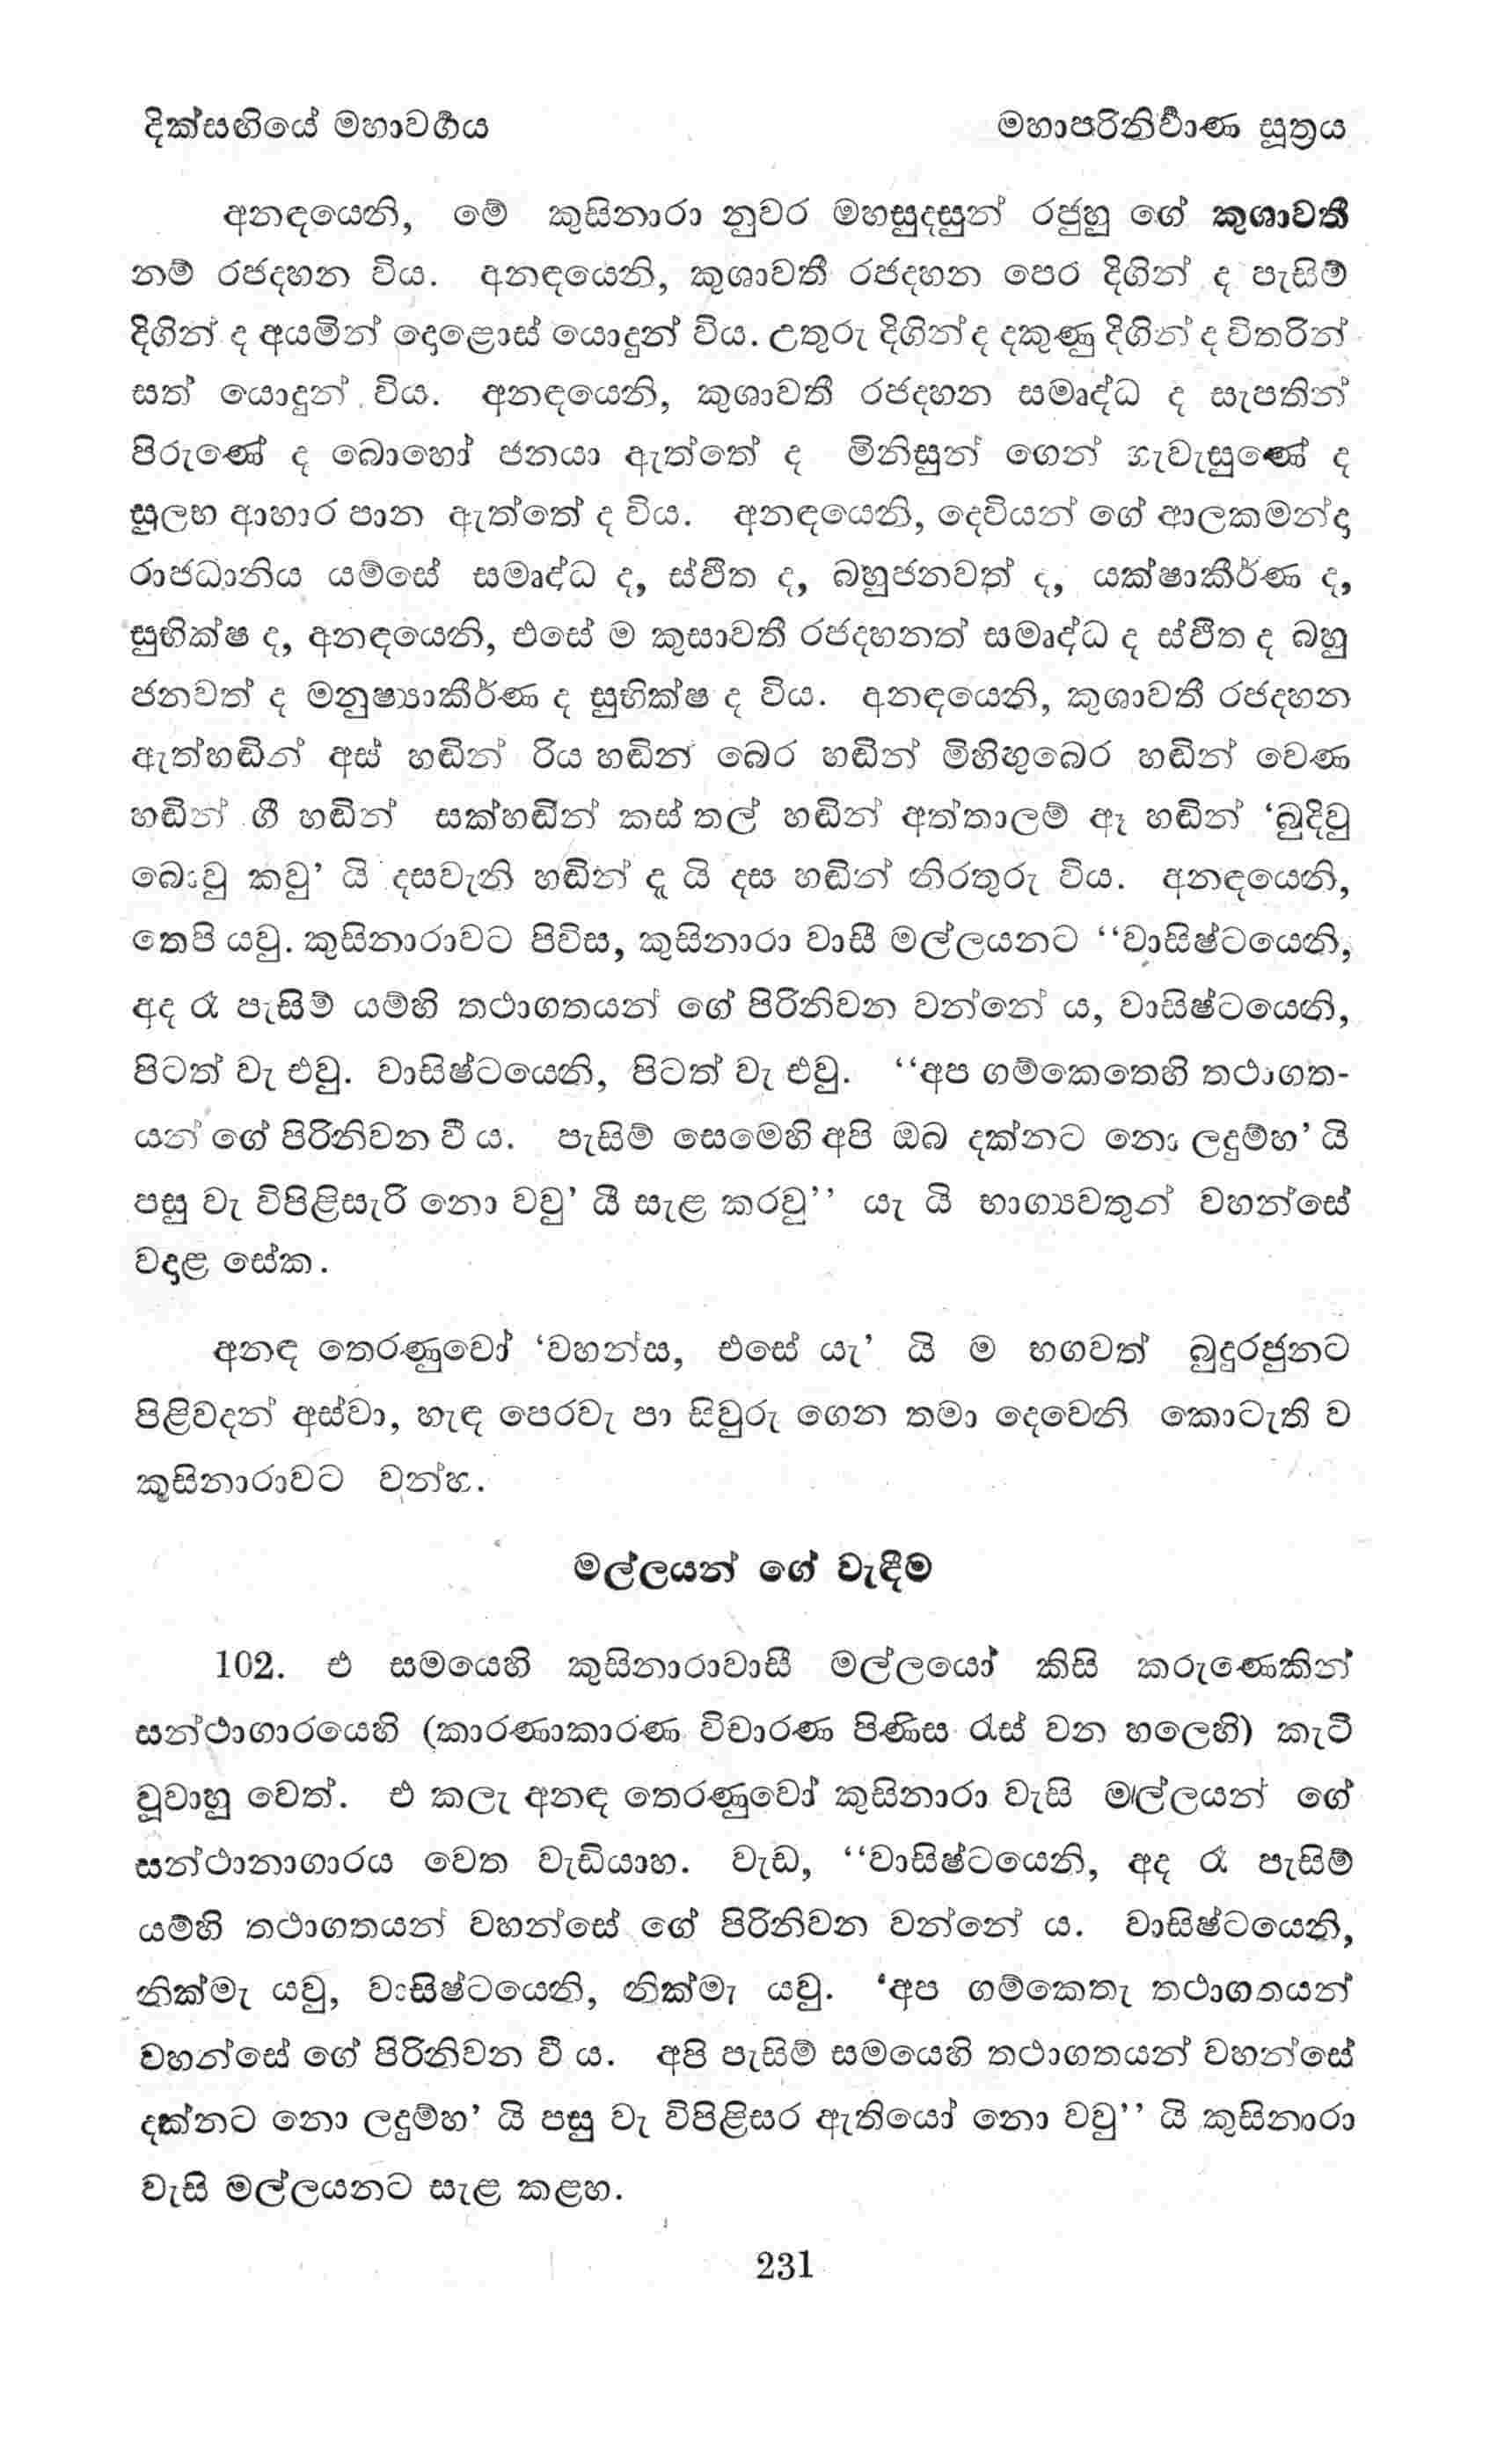 දික්සඟියේ මහාවර්‍ගය මහාපරිනිර්‍වාණ සූත්‍රය
අනඳයෙනි, මේ කුසිනාරා නුවර මහසුදසුන් රජුහු ගේ කුශාවතී
නම් රජදහන විය. අනඳයෙනි, කුශාවතී රජදහන පෙර දිගින් ද පැසිම්
දිගින් ද අයමින් දොළොස් යොදුන් විය. උතුරු දිගින් ද දකුණු දිගින් ද විතරින්
සත් යොදුන් විය. අනඳයෙනි, කුශාවතී රජදහන සමෘද්ධ ද සැපතින්
පිරුණේ ද බොහෝ ජනයා ඇත්තේ ද මිනිසුන් ගෙන් හැවැසුණේ ද
සුලභ ආහාර පාන ඇත්තේ ද විය. අනඳයෙනි, දෙවියන් ගේ ආලකමන්දා
රාජධානිය යම්සේ සමෘද්ධ ද, ස්ඵීත ද, බහුජනවත් ද, යක්ෂාකීර්ණ ද,
සුභික්ෂ ද, අනඳයෙනි, එසේ ම කුසාවතී රජදහනත් සමෘද්ධ ද ස්ඵීත ද බහු
ජනවත් ද මනුෂ්‍යාකීර්ණ ද සුභික්ෂ ද විය. අනඳයෙනි, කුශාවතී රජදහන
ඇත්හඬින් අස් හඬින් රිය හඬින් බෙර හඬින් මිහිඟුබෙර හඬින් වෙණ
හඬින් ගී හඬින් සක්හඬින් කස් තල් හඬින් අත්තාලම් ඈ හඬින් ‘බුදිවු
බොවු කවු’ යි දසවැනි හඬින් දැ යි දස හඬින් නිරතුරු විය. අනඳයෙනි,
තෙපි යවු. කුසිනාරාවට පිවිස, කුසිනාරා වාසී මල්ලයනට ‘‘වාසිෂ්ටයෙනි,
අද රෑ පැසිම් යම්හි තථාගතයන් ගේ පිරිනිවන වන්නේ ය, වාසිෂ්ටයෙනි,
පිටත් වැ එවු. වාසිෂ්ටයෙනි, පිටත් වැ එවු. ‘‘අප ගම්කෙතෙහි තථාගත-
යන් ගේ පිරිනිවන වී ය. පැසිම් සෙමෙහි අපි ඔබ දක්නට නො ලදුම්හ’ යි
පසු වැ විපිළිසැරි නො වවු’ යී සැළ කරවු’’ යැ යි භාග්‍යවතුන් වහන්සේ
වදාළ සේක.
අනඳ තෙරණුවෝ ‘වහන්ස, එසේ යැ’ යි ම භගවත් බුදුරජුනට
පිළිවදන් අස්වා, හැඳ පෙරවැ පා සිවුරු ගෙන තමා දෙවෙනි කොටැති ව
කුසිනාරාවට වන්හ.
මල්ලයන් ගේ වැඳීම
102. එ සමයෙහි කුසිනාරාවාසී මල්ලයෝ කිසි කරුණෙකින්
සන්ථාගාරයෙහි (කාරණාකාරණ විචාරණ පිණිස රැස් වන හලෙහි) කැටී
වූවාහු වෙත්. එ කලැ අනඳ තෙරණුවෝ කුසිනාරා වැසි මල්ලයන් ගේ
සන්ථානාගාරය වෙත වැඩියාහ. වැඩ, ‘‘වාසිෂ්ටයෙනි, අද රෑ පැසිම්
යම්හි තථාගතයන් වහන්සේ ගේ පිරිනිවන වන්නේ ය. වාසිෂ්ටයෙනි,
නික්මැ යවු, වාසිෂ්ටයෙනි, නික්මැ යවු. ‘අප ගම්කෙතැ තථාගතයන්
වහන්සේ ගේ පිරිනිවන වී ය. අපි පැසිම් සමයෙහි තථාගතයන් වහන්සේ
දක්නට නො ලදුම්හ’ යි පසු වැ විපිළිසර ඇතියෝ නො වවු’’ යි කුසිනාරා
වැසි මල්ලයනට සැළ කළහ.
231